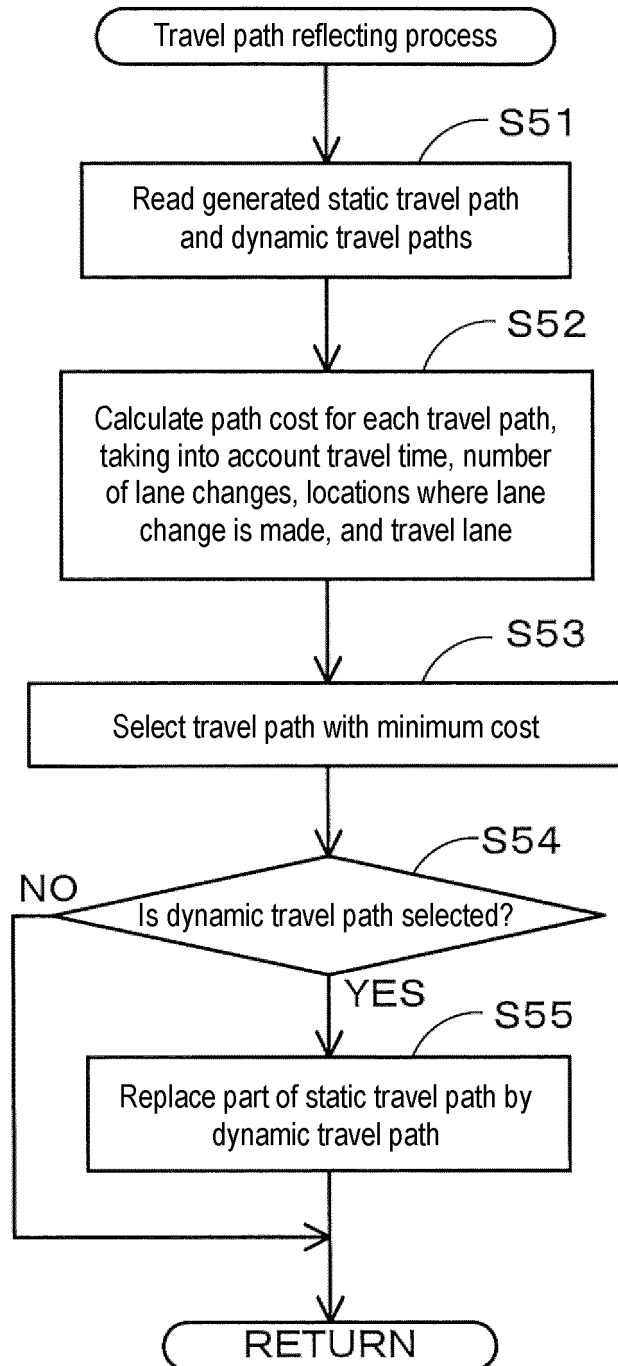 Travel path reflecting process
S51
Read generated static travel path
and dynamic travel paths
S52
Calculate path cost for each travel path,
taking into account travel time, number
of lane changes, locations where lane
change is made, and travel lane
S53
Select travel path with minimum cost
S54
NO
Is dynamic travel path selected?
YES
S55
Replace part of static travel path by
dynamic travel path
RETURN